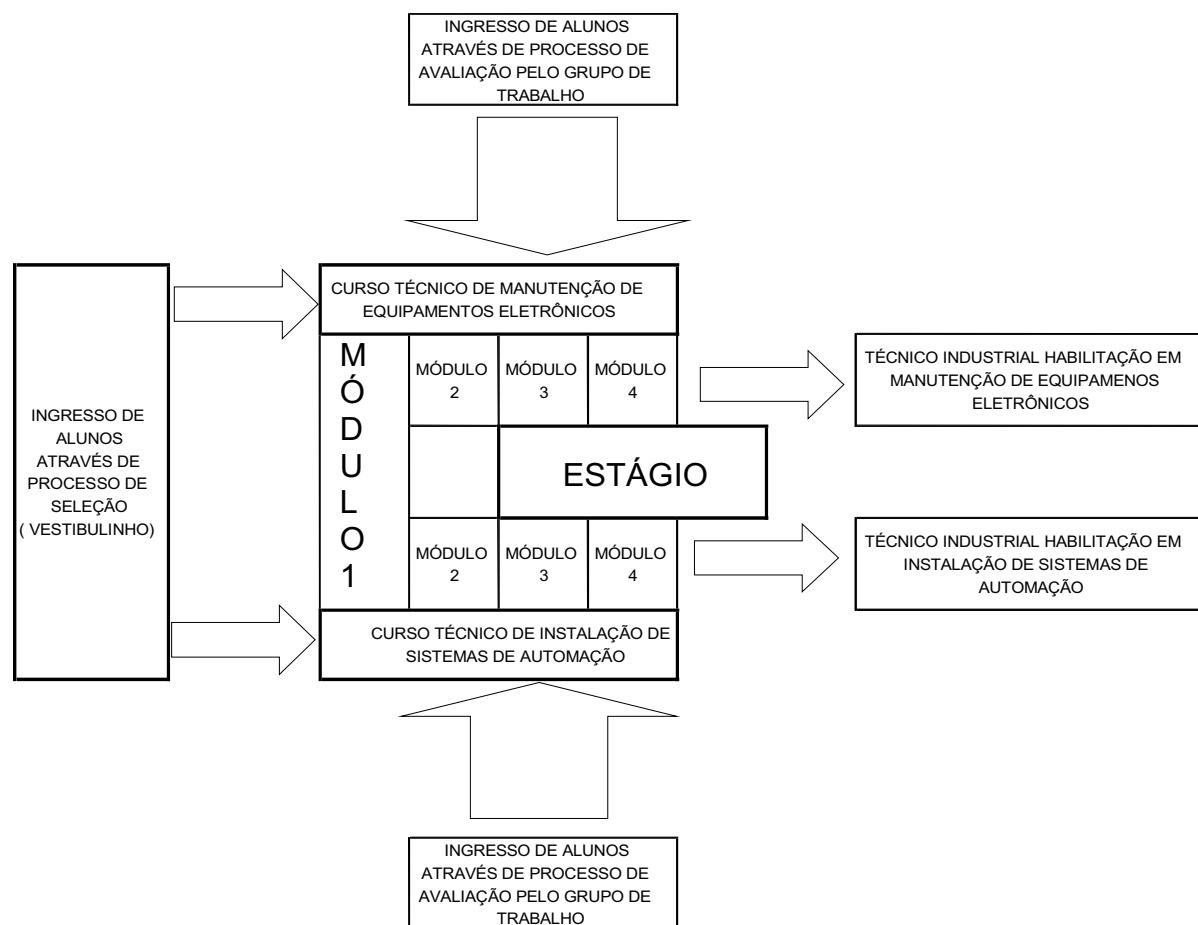 INGRESSO DE ALUNOS
ATRAVÉS DE PROCESSO DE
AVALIAÇÃO PELO GRUPO DE
TRABALHO
INGRESSO DE
ALUNOS
ATRAVÉS DE
PROCESSO DE
SELEÇÃO
( VESTIBULINHO)
CURSO TÉCNICO DE MANUTENÇÃO DE
EQUIPAMENTOS ELETRÔNICOS
M
Ó
D
U
L
O
1
MÓDULO
2
MÓDULO
3
MÓDULO
4
ESTÁGIO
MÓDULO
2
MÓDULO
3
MÓDULO
4
CURSO TÉCNICO DE INSTALAÇÃO DE
SISTEMAS DE AUTOMAÇÃO
TÉCNICO INDUSTRIAL HABILITAÇÃO EM
MANUTENÇÃO DE EQUIPAMENOS
ELETRÔNICOS
TÉCNICO INDUSTRIAL HABILITAÇÃO EM
INSTALAÇÃO DE SISTEMAS DE
AUTOMAÇÃO
INGRESSO DE ALUNOS
ATRAVÉS DE PROCESSO DE
AVALIAÇÃO PELO GRUPO DE
TRABALHO